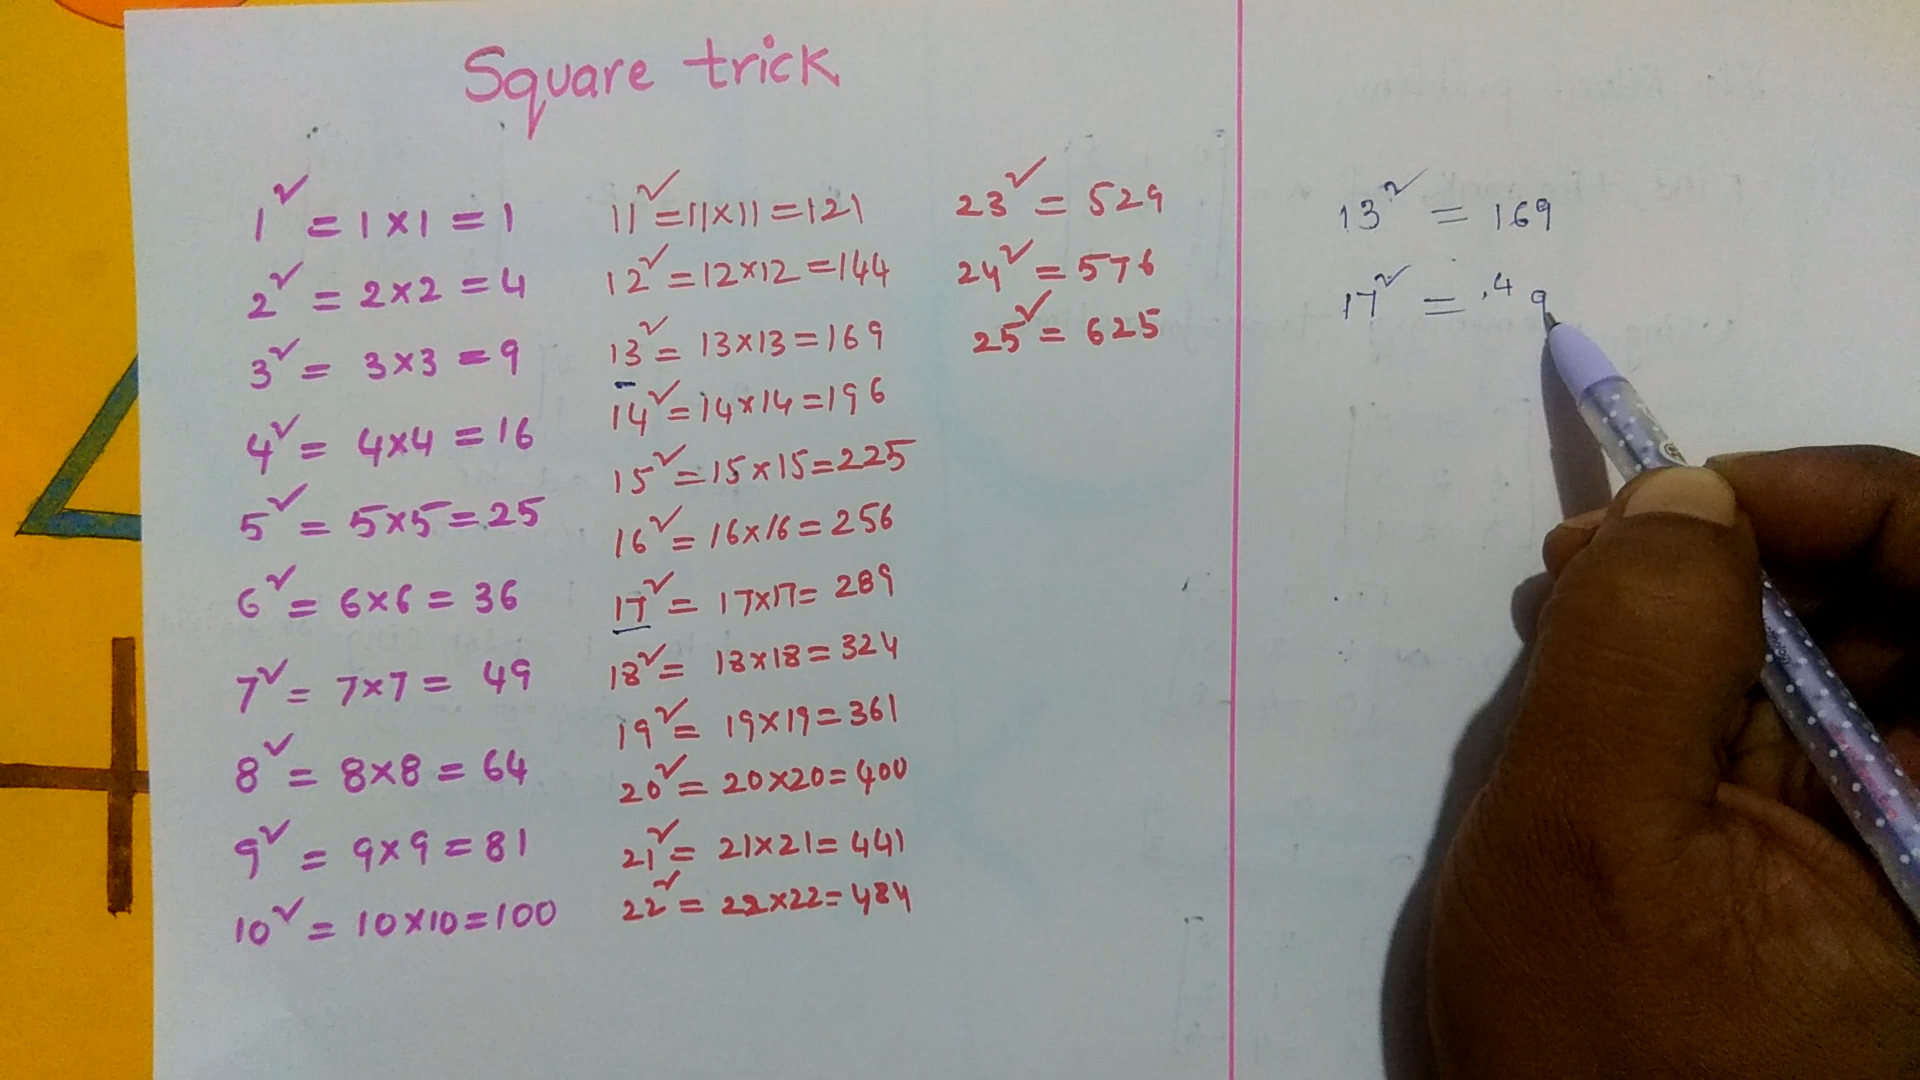 Square trick
1² = 1×1 = 1
2² = 2×2 = 4
3² = 3×3 = 9
4² = 4×4 = 16
5² = 5×5 = 25
6² = 6×6 = 36
7² = 7×7 = 49
8² = 8×8 = 64
9² = 9×9 = 81
10² = 10×10 = 100
11² = 11×11 = 121
12² = 12×12 = 144
13² = 13×13 = 169
14² = 14×14 = 196
15² = 15×15 = 225
16² = 16×16 = 256
17² = 17×17 = 289
18² = 18×18 = 324
19² = 19×19 = 361
20² = 20×20 = 400
21² = 21×21 = 441
22² = 22×22 = 484
23² = 529
24² = 576
25² = 625
13² = 169
17² = .4 9